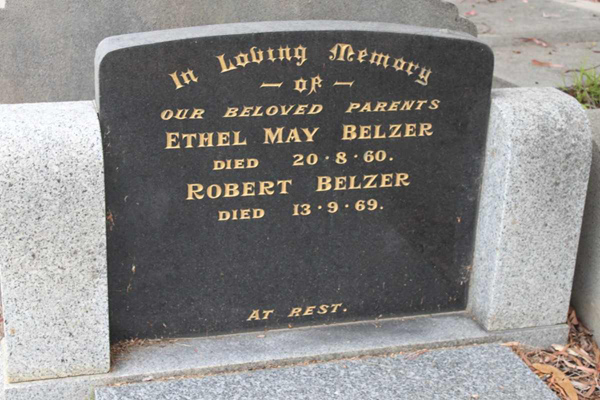 In Loving Memory
— OF —
OUR BELOVED PARENTS
ETHEL MAY BELZER
DIED 20·8·60.
ROBERT BELZER
DIED 13·9·69.
AT REST.